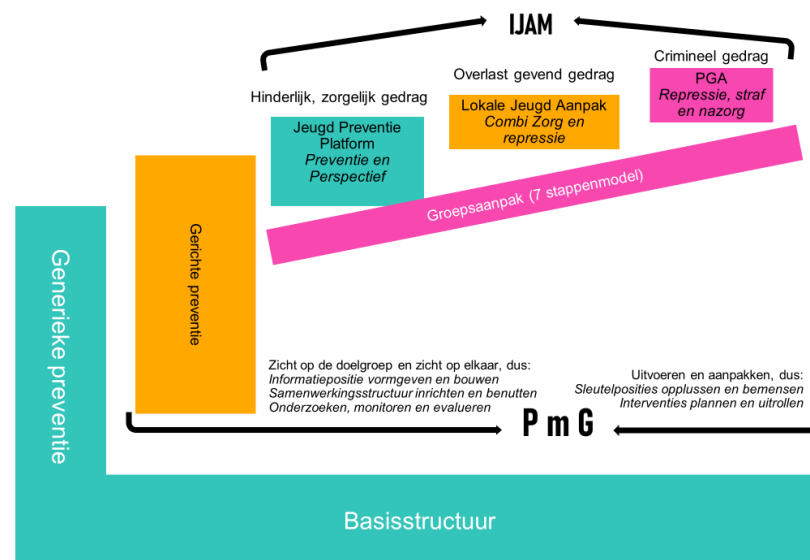 IJAM
Crimineel gedrag
PGA
Repressie, straf
en nazorg
Overlast gevend gedrag
Lokale Jeugd Aanpak
Combi Zorg en
repressie
Hinderlijk, zorgelijk gedrag
Jeugd Preventie
Platform
Preventie en
Perspectief
Groepsaanpak (7 stappenmodel)
Gerichte preventie
Generieke preventie
Zicht op de doelgroep en zicht op elkaar, dus:
Informatiepositie vormgeven en bouwen
Samenwerkingsstructuur inrichten en benutten
Onderzoeken, monitoren en evalueren
Uitvoeren en aanpakken, dus:
Sleutelposities opplussen en bemensen
Interventies plannen en uitrollen
P m G
Basisstructuur